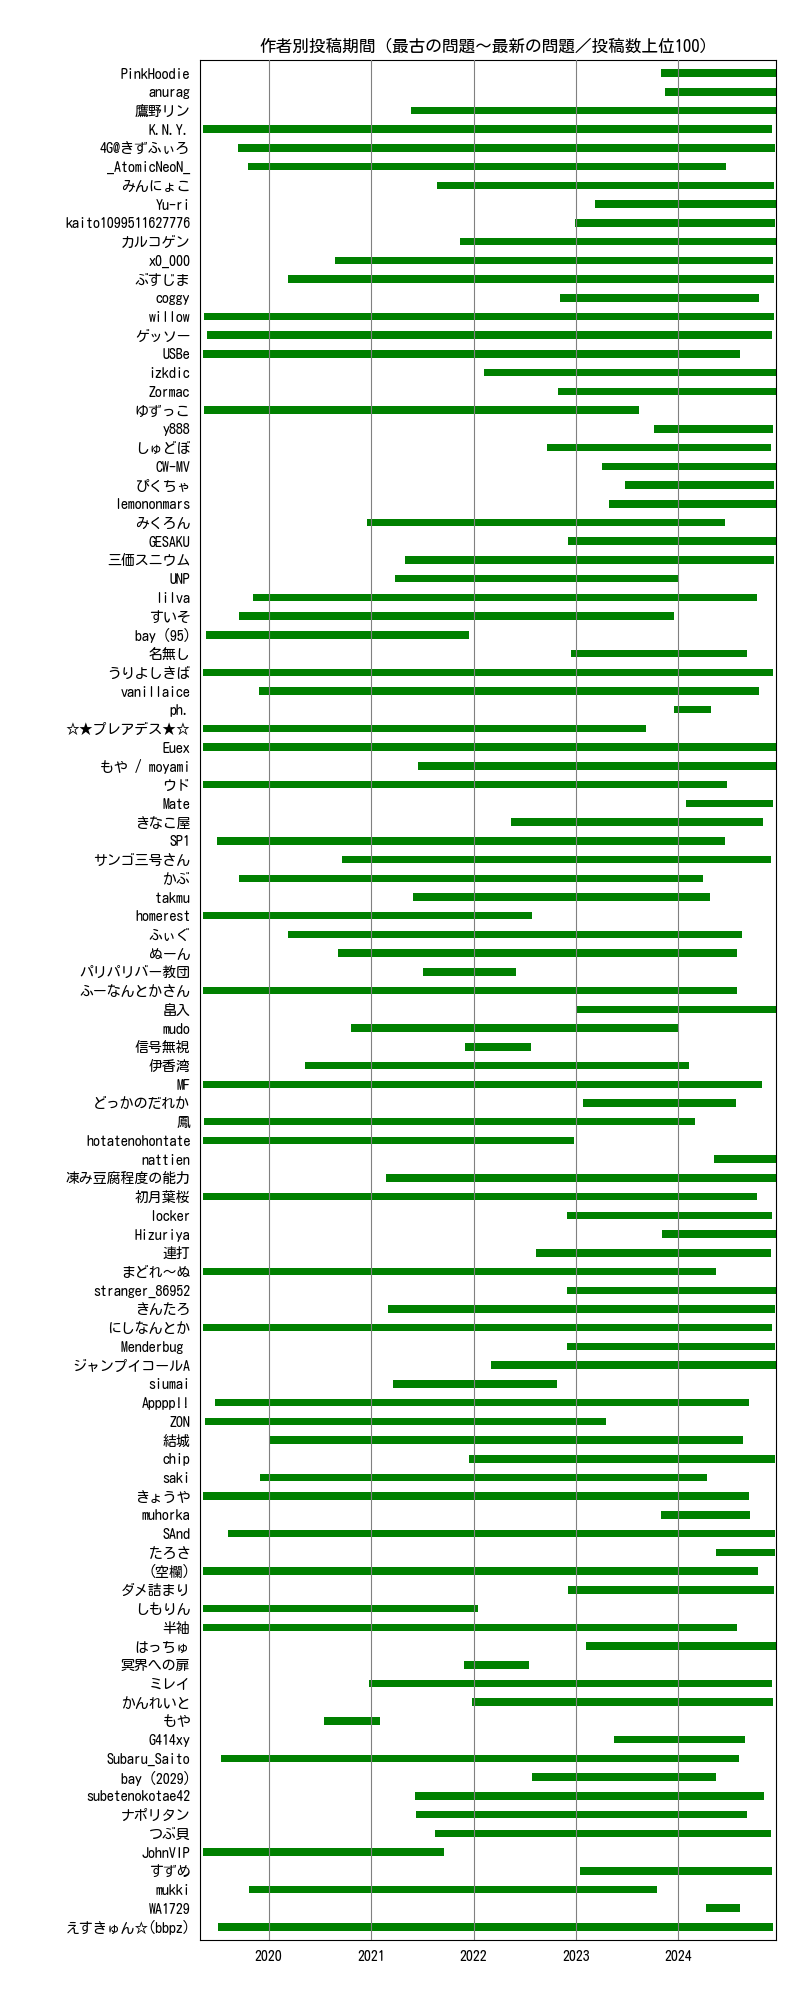 作者別投稿期間（最古の問題～最新の問題／投稿数上位100）
PinkHoodie
anurag
鷹野リン
K.N.Y.
4G@きずふぃろ
_AtomicNeoN_
みんにょこ
Yu-ri
kaito1099511627776
カルコゲン
x0_000
ぶすじま
coggy
willow
ゲッソー
USBe
izkdic
Zormac
ゆずっこ
y888
しゅどぼ
CW-MV
ぴくちゃ
lemononmars
みくろん
GESAKU
三価スニウム
UNP
lilva
すいそ
bay (95)
名無し
うりよしきば
vanillaice
ph.
☆★プレアデス★☆
Euex
もや / moyami
ウド
Mate
きなこ屋
SP1
サンゴ三号さん
かぶ
takmu
homerest
ふぃぐ
ぬーん
パリパリバー教団
ふーなんとかさん
畠入
mudo
信号無視
伊香湾
MF
どっかのだれか
鳳
hotatenohontate
nattien
凍み豆腐程度の能力
初月葉桜
locker
Hizuriya
連打
まどれ～ぬ
stranger_86952
きんたろ
にしなんとか
Menderbug
ジャンプイコールA
siumai
Appppll
ZON
結城
chip
saki
きょうや
muhorka
SAnd
たろさ
(空欄)
ダメ詰まり
しもりん
半袖
はっちゅ
冥界への扉
ミレイ
かんれいと
もや
G414xy
Subaru_Saito
bay (2029)
subetenokotae42
ナポリタン
つぶ貝
JohnVIP
すずめ
mukki
WA1729
えすきゅん☆(bbpz)
2020 2021 2022 2023 2024